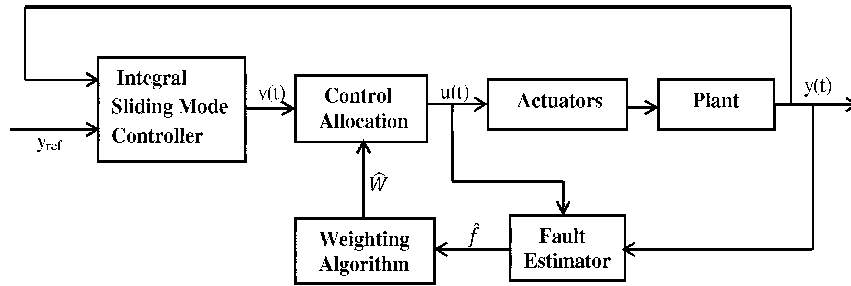 Integral
Sliding Mode
Controller
y_ref
v(t)
Control
Allocation
u(t)
Actuators
Plant
y(t)
Ŵ
Weighting
Algorithm
f̂
Fault
Estimator